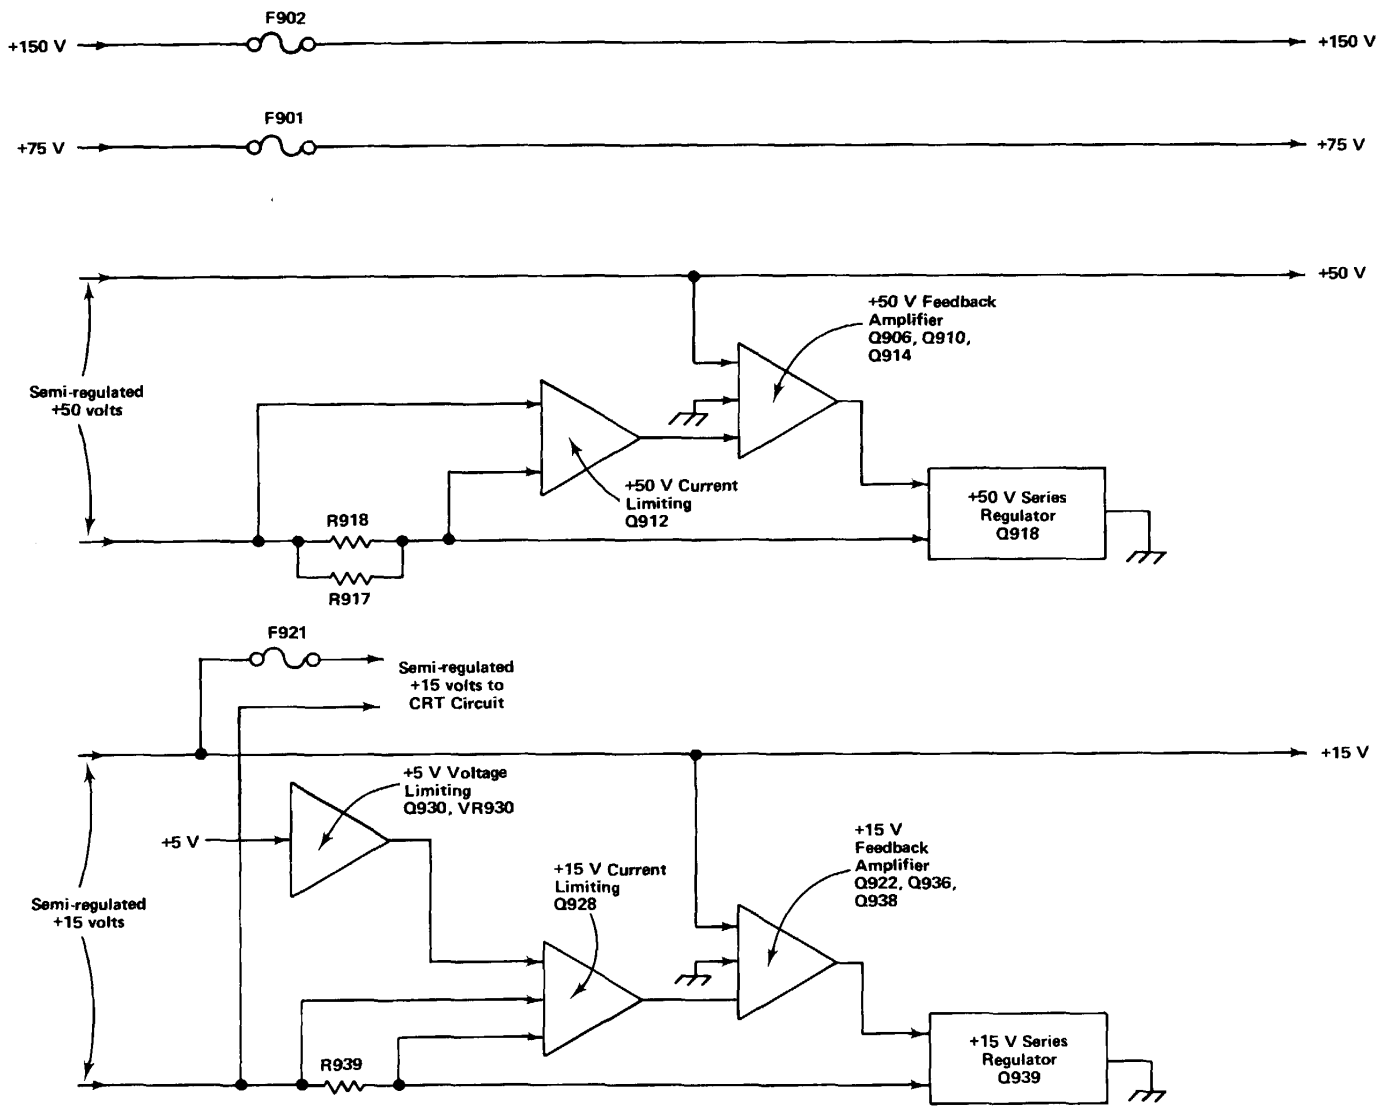 F902
+150 V
+150 V
F901
+75 V
+75 V
+50 V
+50 V Feedback
Amplifier
Q906, Q910,
Q914
Semi-regulated
+50 volts
+50 V Current
Limiting
Q912
+50 V Series
Regulator
Q918
R918
R917
F921
Semi-regulated
+15 volts to
CRT Circuit
+15 V
+5 V Voltage
Limiting
Q930, VR930
+5 V
+15 V
Feedback
Amplifier
Q922, Q936,
Q938
+15 V Current
Limiting
Q928
Semi-regulated
+15 volts
R939
+15 V Series
Regulator
Q939